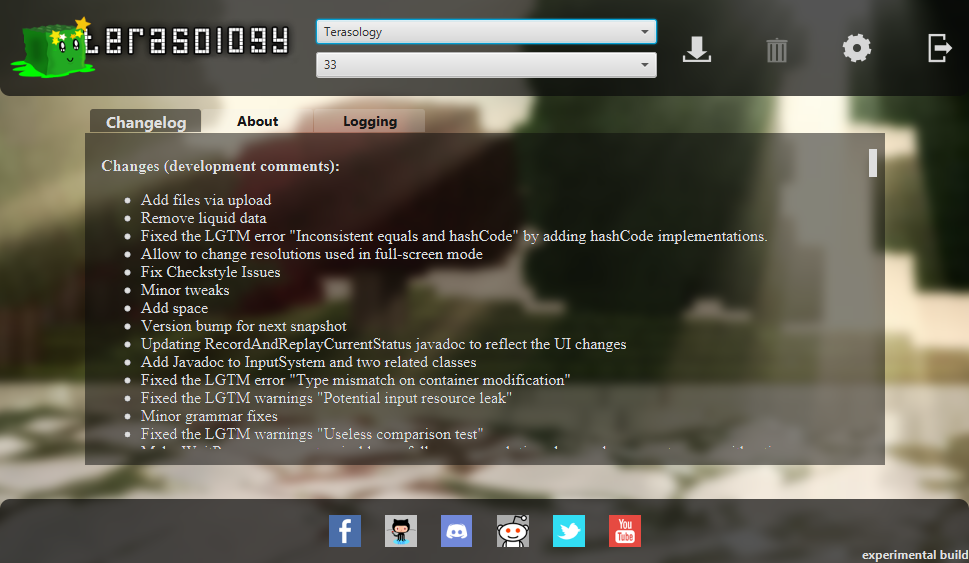 terasology
Terasology
33
Changelog
About
Logging
Changes (development comments):
Add files via upload
Remove liquid data
Fixed the LGTM error "Inconsistent equals and hashCode" by adding hashCode implementations.
Allow to change resolutions used in full-screen mode
Fix Checkstyle Issues
Minor tweaks
Add space
Version bump for next snapshot
Updating RecordAndReplayCurrentStatus javadoc to reflect the UI changes
Add Javadoc to InputSystem and two related classes
Fixed the LGTM error "Type mismatch on container modification"
Fixed the LGTM warnings "Potential input resource leak"
Minor grammar fixes
Fixed the LGTM warnings "Useless comparison test"
You
Tube
experimental build